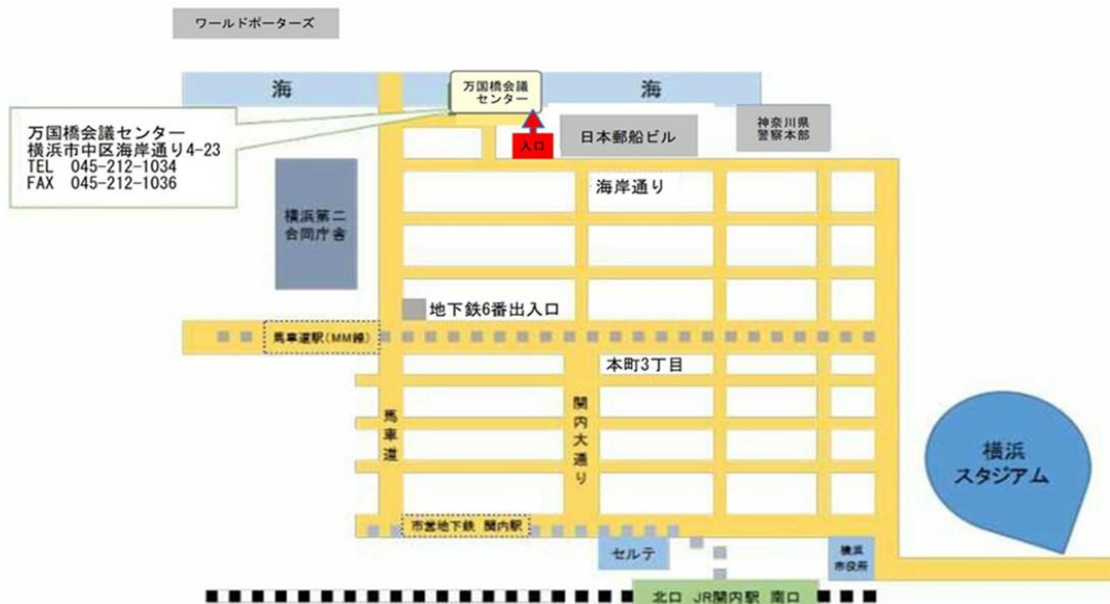 ワールドポーターズ
海
万国橋会議
センター
海
万国橋会議センター
横浜市中区海岸通り4-23
TEL 045-212-1034
FAX 045-212-1036
入口
日本郵船ビル
神奈川県
警察本部
海岸通り
横浜第二
合同庁舎
地下鉄6番出入口
馬車道駅(MM線)
本町3丁目
馬車道
関内大通り
横浜
スタジアム
市営地下鉄 関内駅
セルテ
横浜
市役所
北口 JR関内駅 南口